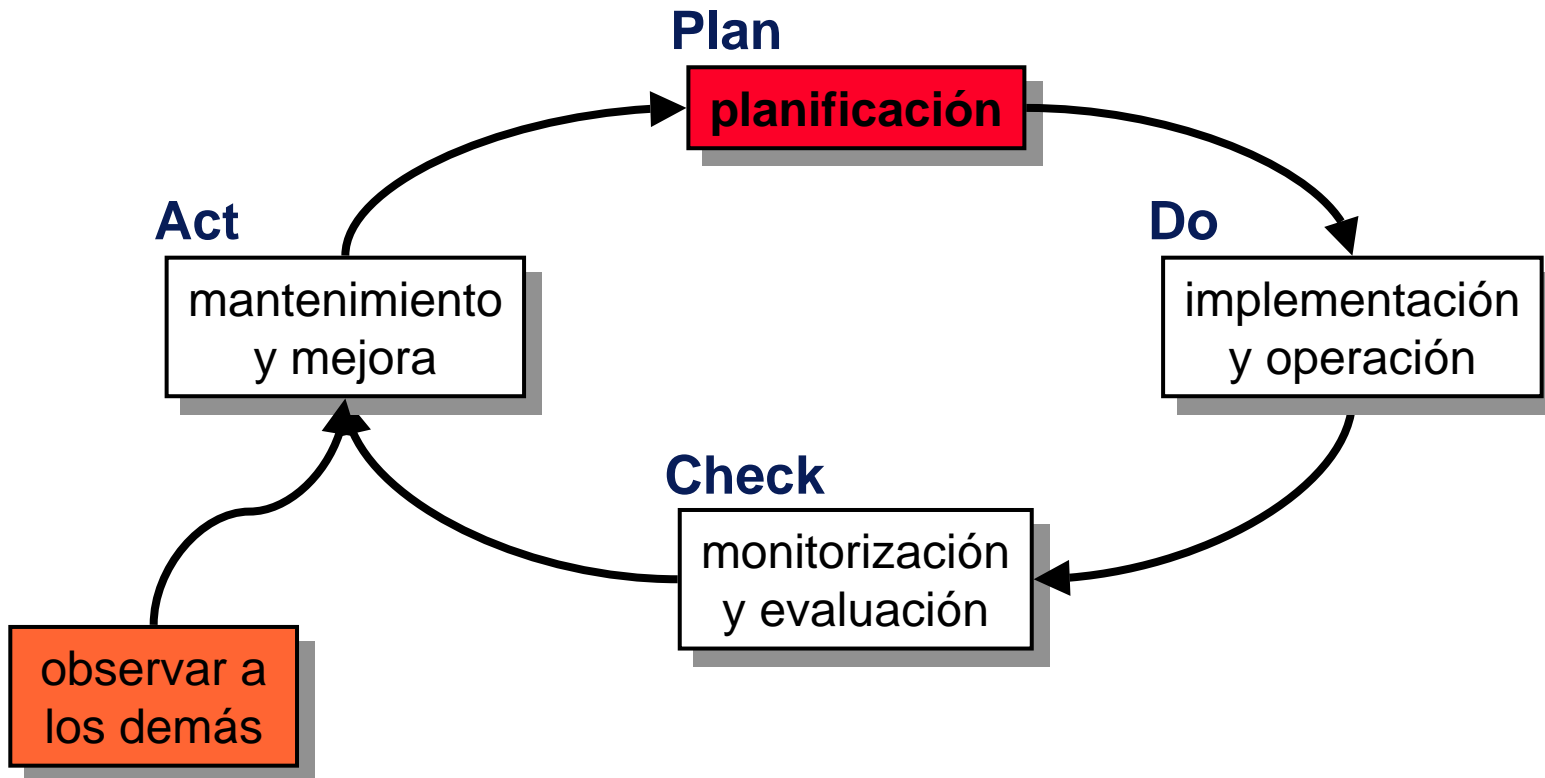 Plan
planificación
Act
mantenimiento
y mejora
Do
implementación
y operación
Check
monitorización
y evaluación
observar a
los demás